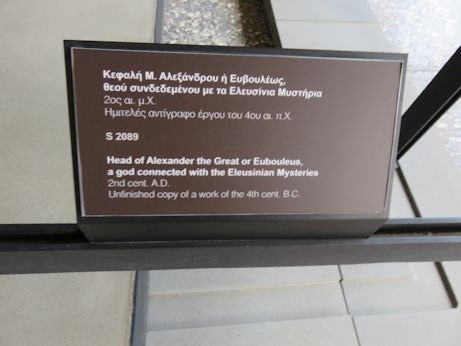 Κεφαλή Μ. Αλεξάνδρου ή Ευβουλέως,
θεού συνδεδεμένου με τα Ελευσίνια Μυστήρια
2ος αι. μ.Χ.
Ημιτελές αντίγραφο έργου του 4ου αι. π.Χ.
S 2089
Head of Alexander the Great or Eubouleus,
a god connected with the Eleusinian Mysteries
2nd cent. A.D.
Unfinished copy of a work of the 4th cent. B.C.